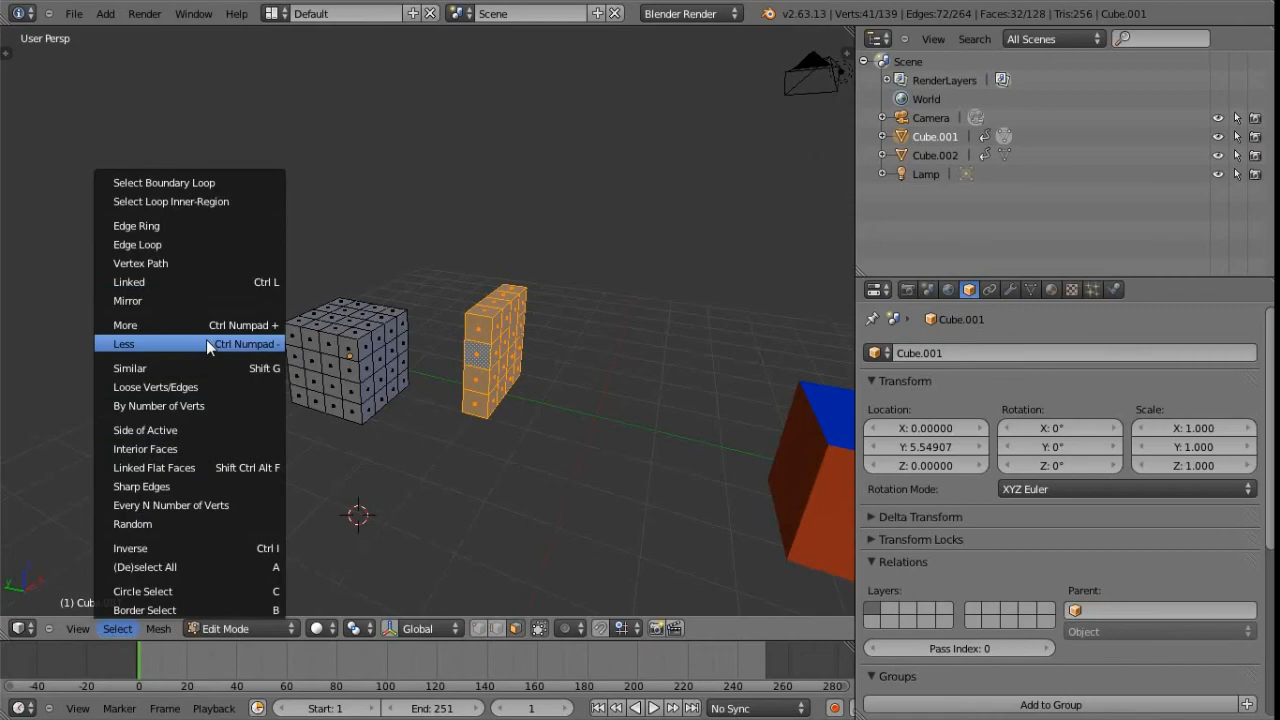 File Add Render Window Help Default Scene Blender Render v2.63.13 | Verts:41/139 | Edges:72/264 | Faces:32/128 | Tris:256 | Cube.001
User Persp
View Search All Scenes
Scene
RenderLayers |
World
Camera |
Cube.001 |
Cube.002 |
Lamp |
Select Boundary Loop
Select Loop Inner-Region
Edge Ring
Edge Loop
Vertex Path
Linked Ctrl L
Mirror
More Ctrl Numpad +
Less Ctrl Numpad -
Similar Shift G
Loose Verts/Edges
By Number of Verts
Side of Active
Interior Faces
Linked Flat Faces Shift Ctrl Alt F
Sharp Edges
Every N Number of Verts
Random
Inverse Ctrl I
(De)select All A
Circle Select C
Border Select B
(1) Cub
View Select Mesh Edit Mode Global
Cube.001
Cube.001
Transform
Location: Rotation: Scale:
X: 0.00000 X: 0° X: 1.000
Y: 5.54907 Y: 0° Y: 1.000
Z: 0.00000 Z: 0° Z: 1.000
Rotation Mode: XYZ Euler
Delta Transform
Transform Locks
Relations
Layers: Parent:
Object
Pass Index: 0
Groups
Add to Group
-40 -20 0 20 40 60 80 100 120 140 160 180 200 220 240 260 280
View Marker Frame Playback Start: 1 End: 251 1 No Sync